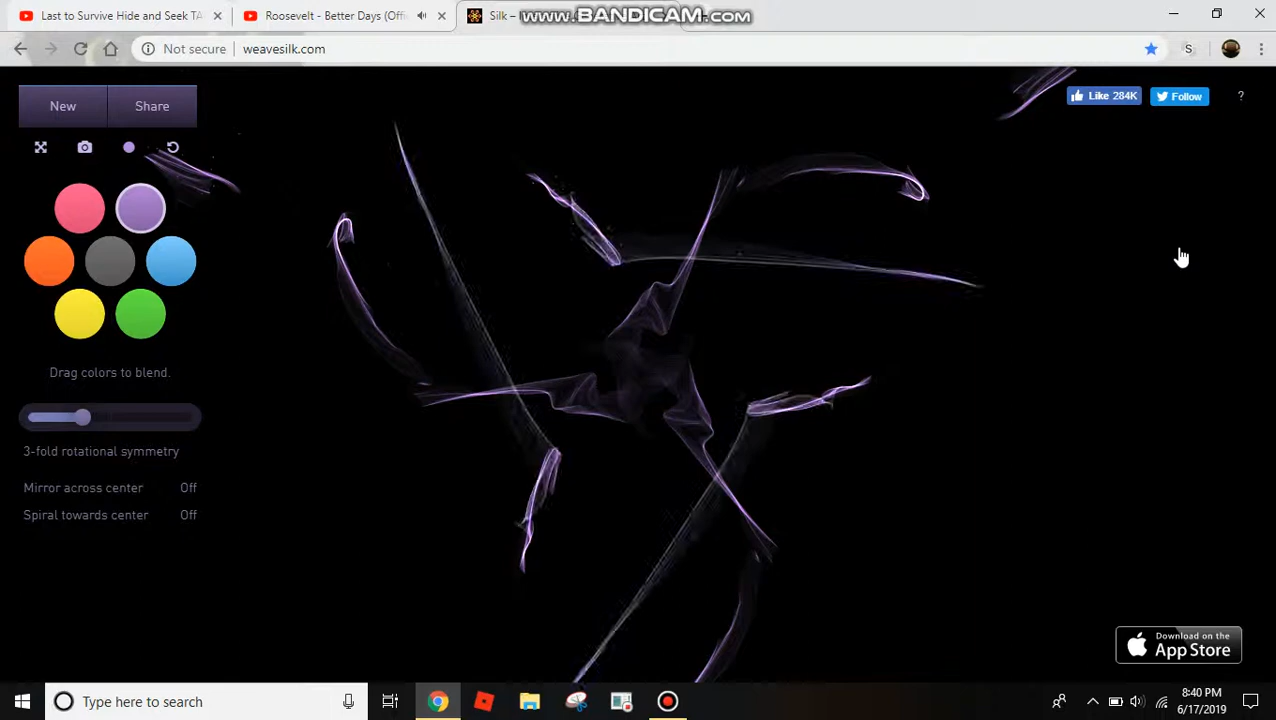 Last to Survive Hide and Seek TA
Roosevelt - Better Days (Offi
Silk –
www.BANDICAM.com
Not secure
weavesilk.com
S
New
Share
Like 284K
Follow
?
Drag colors to blend.
3-fold rotational symmetry
Mirror across center Off
Spiral towards center Off
Download on the
App Store
Type here to search
8:40 PM
6/17/2019